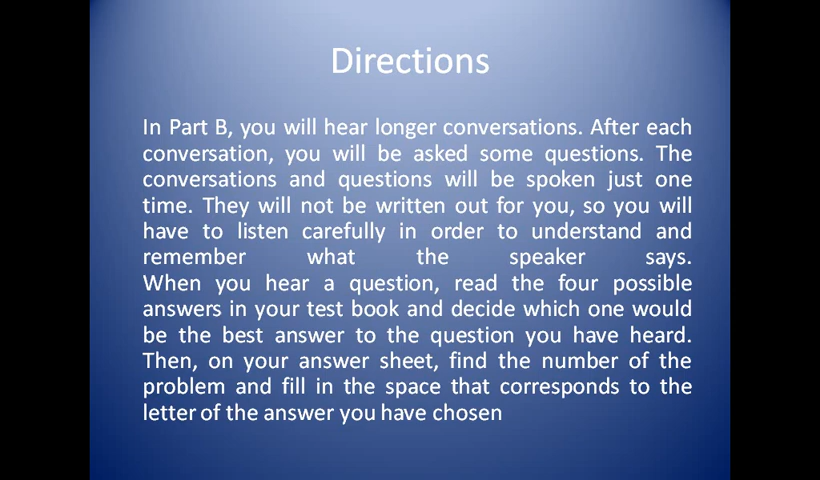 Directions
In Part B, you will hear longer conversations. After each
conversation, you will be asked some questions. The
conversations and questions will be spoken just one
time. They will not be written out for you, so you will
have to listen carefully in order to understand and
remember what the speaker says.
When you hear a question, read the four possible
answers in your test book and decide which one would
be the best answer to the question you have heard.
Then, on your answer sheet, find the number of the
problem and fill in the space that corresponds to the
letter of the answer you have chosen